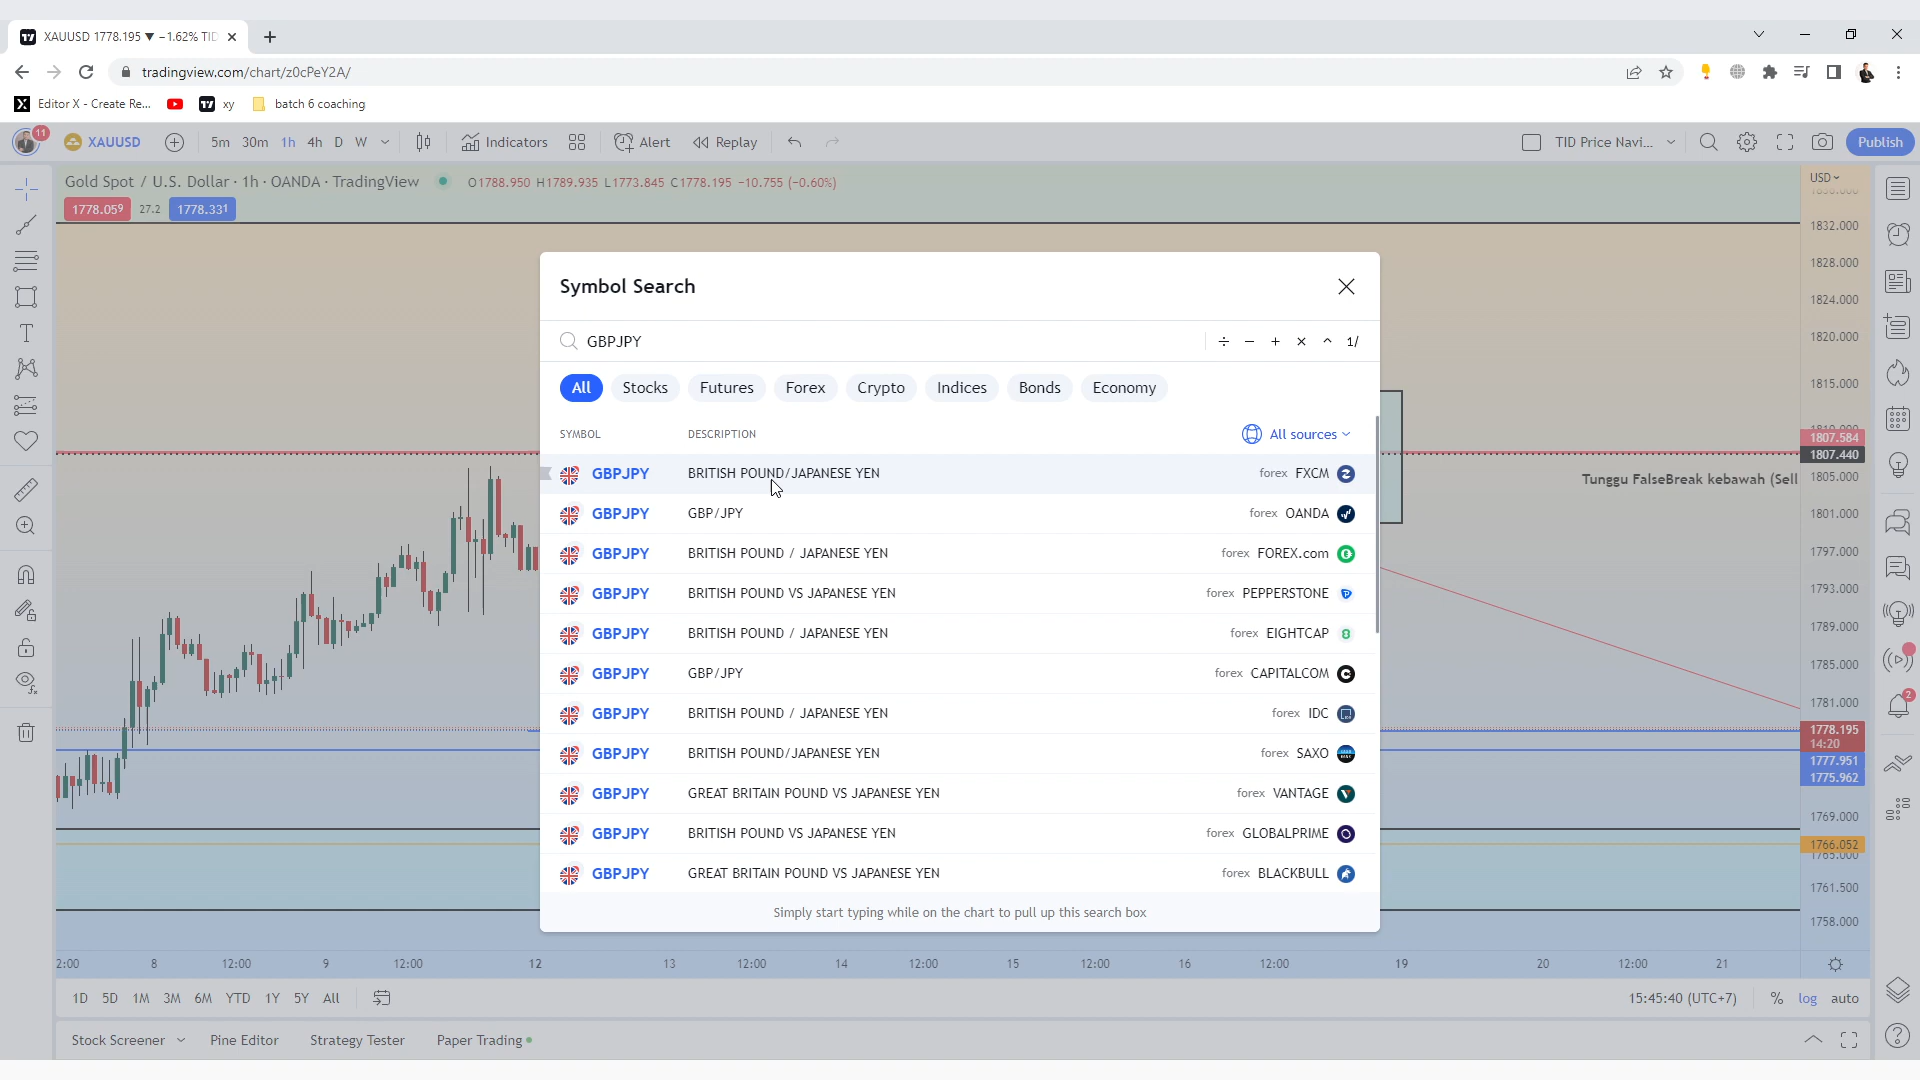 XAUUSD 1778.195 ▼ −1.62% TID
tradingview.com/chart/z0cPeY2A/
Editor X - Create Re... xy batch 6 coaching
11 XAUUSD 5m 30m 1h 4h D W Indicators Alert Replay TID Price Navi... Publish
Gold Spot / U.S. Dollar · 1h · OANDA · TradingView O1788.950 H1789.935 L1773.845 C1778.195 −10.755 (−0.60%) USD
1778.059 27.2 1778.331
1832.000
1828.000
1824.000
1820.000
1815.000
1807.584
1807.440
1805.000
1801.000
1797.000
1793.000
1789.000
1785.000
1781.000
1778.195
14:20
1777.951
1775.962
1769.000
1766.052
1765.000
1761.500
1758.000
Tunggu FalseBreak kebawah (Sell
Symbol Search
GBPJPY ÷ − + × ^ 1/
All Stocks Futures Forex Crypto Indices Bonds Economy
SYMBOL DESCRIPTION All sources
GBPJPY BRITISH POUND/JAPANESE YEN forex FXCM
GBPJPY GBP/JPY forex OANDA
GBPJPY BRITISH POUND / JAPANESE YEN forex FOREX.com
GBPJPY BRITISH POUND VS JAPANESE YEN forex PEPPERSTONE
GBPJPY BRITISH POUND / JAPANESE YEN forex EIGHTCAP
GBPJPY GBP/JPY forex CAPITALCOM
GBPJPY BRITISH POUND / JAPANESE YEN forex IDC
GBPJPY BRITISH POUND/JAPANESE YEN forex SAXO
GBPJPY GREAT BRITAIN POUND VS JAPANESE YEN forex VANTAGE
GBPJPY BRITISH POUND VS JAPANESE YEN forex GLOBALPRIME
GBPJPY GREAT BRITAIN POUND VS JAPANESE YEN forex BLACKBULL
Simply start typing while on the chart to pull up this search box
2
2:00 8 12:00 9 12:00 12 13 12:00 14 12:00 15 12:00 16 12:00 19 20 12:00 21
1D 5D 1M 3M 6M YTD 1Y 5Y All 15:45:40 (UTC+7) % log auto
Stock Screener Pine Editor Strategy Tester Paper Trading